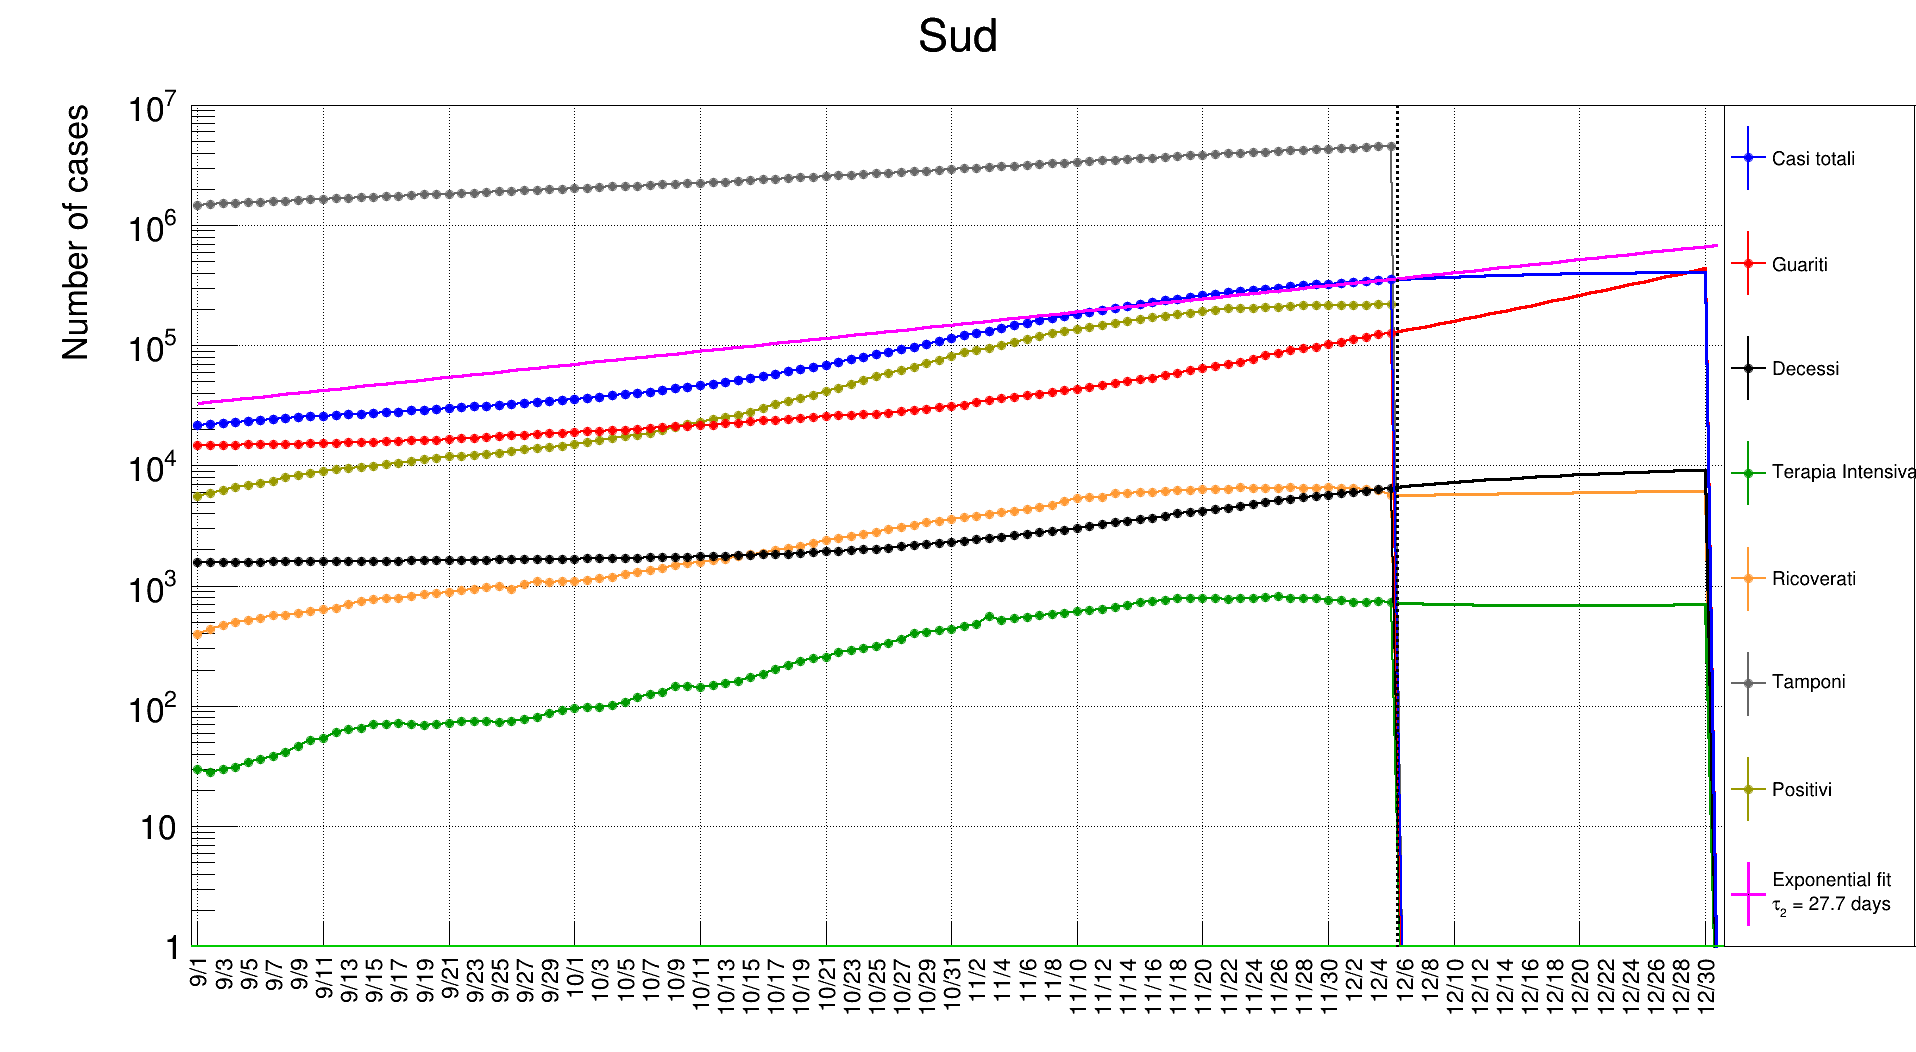 Sud
Number of cases
10^7
10^6
10^5
10^4
10^3
10^2
10
1
9/1 9/3 9/5 9/7 9/9 9/11 9/13 9/15 9/17 9/19 9/21 9/23 9/25 9/27 9/29 10/1 10/3 10/5 10/7 10/9 10/11 10/13 10/15 10/17 10/19 10/21 10/23 10/25 10/27 10/29 10/31 11/2 11/4 11/6 11/8 11/10 11/12 11/14 11/16 11/18 11/20 11/22 11/24 11/26 11/28 11/30 12/2 12/4 12/6 12/8 12/10 12/12 12/14 12/16 12/18 12/20 12/22 12/24 12/26 12/28 12/30
Casi totali
Guariti
Decessi
Terapia Intensiva
Ricoverati
Tamponi
Positivi
Exponential fit
τ_2 = 27.7 days